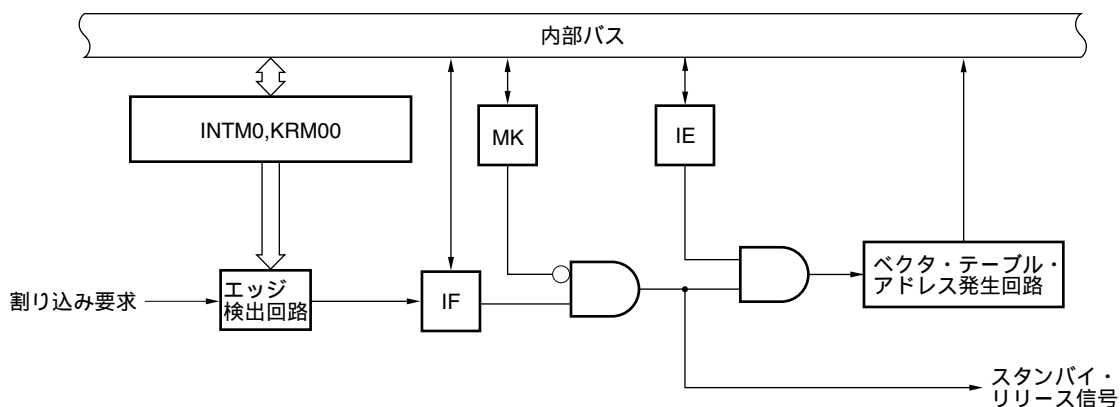 内部バス
INTM0,KRM00
MK
IE
割り込み要求
エッジ
検出回路
IF
ベクタ・テーブル・
アドレス発生回路
スタンバイ・
リリース信号